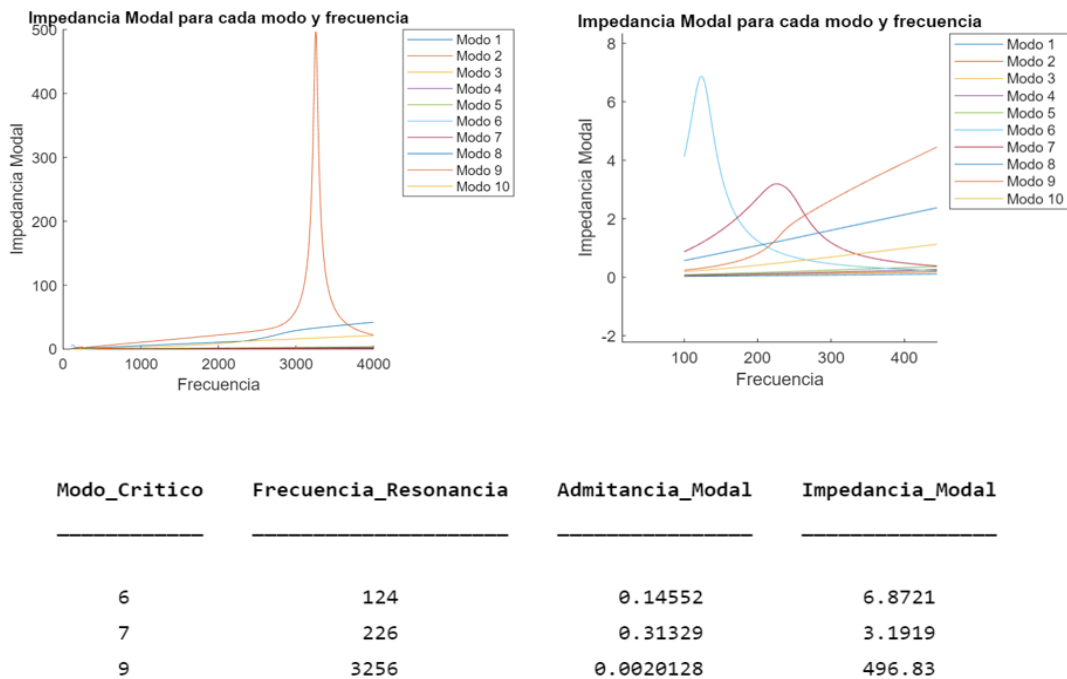 Impedancia Modal para cada modo y frecuencia
500
400
300
200
100
0
0 1000 2000 3000 4000
Impedancia Modal
Frecuencia
Modo 1
Modo 2
Modo 3
Modo 4
Modo 5
Modo 6
Modo 7
Modo 8
Modo 9
Modo 10
Impedancia Modal para cada modo y frecuencia
8
6
4
2
0
-2
100 200 300 400
Impedancia Modal
Frecuencia
Modo 1
Modo 2
Modo 3
Modo 4
Modo 5
Modo 6
Modo 7
Modo 8
Modo 9
Modo 10
Modo_Critico Frecuencia_Resonancia Admitancia_Modal Impedancia_Modal
6 124 0.14552 6.8721
7 226 0.31329 3.1919
9 3256 0.0020128 496.83